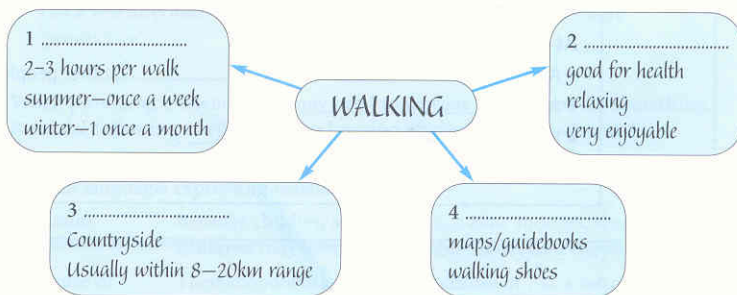 1 ................................
2–3 hours per walk
summer–once a week
winter–1 once a month
2 ................................
good for health
relaxing
very enjoyable
WALKING
3 ................................
Countryside
Usually within 8–20km range
4 ................................
maps/guidebooks
walking shoes